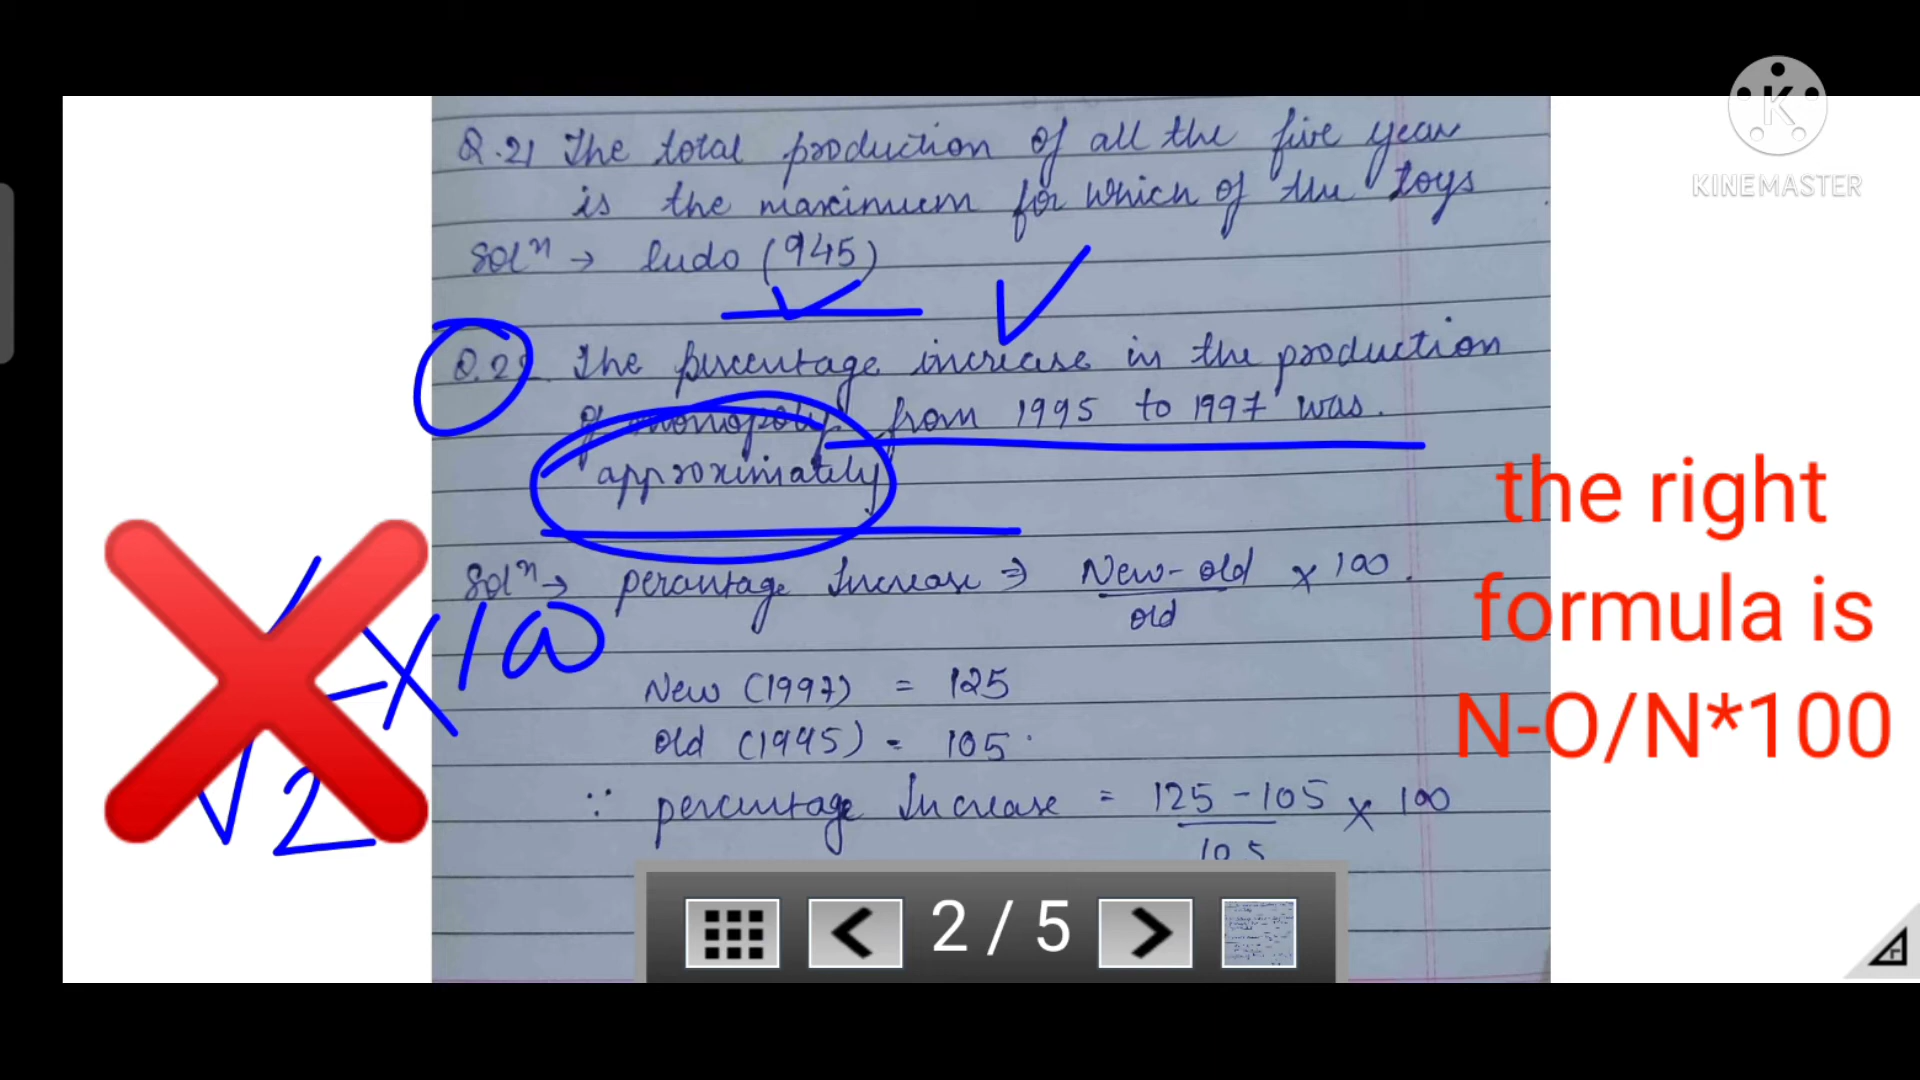 KINEMASTER
Q.21 The total production of all the five year
is the maximum for which of the toys
Solⁿ → ludo (945)
Q.22 The percentage increase in the production
of monopoly from 1995 to 1997 was.
approximately
Solⁿ → percentage Increase ⇒ New-old × 100.
old
×100
New (1997) = 125
old (1995) = 105
2
∵ percentage Increase = 125-105 × 100
105
the right
formula is
N-O/N*100
2 / 5